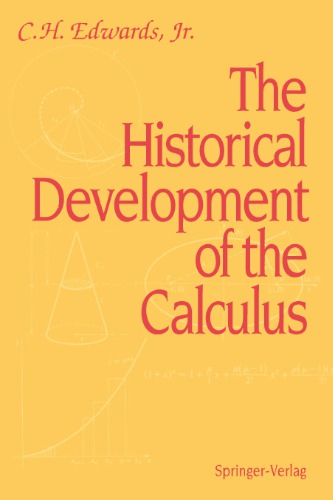 C.H. Edwards, Jr.
The
Historical
Development
of the
Calculus
Springer-Verlag